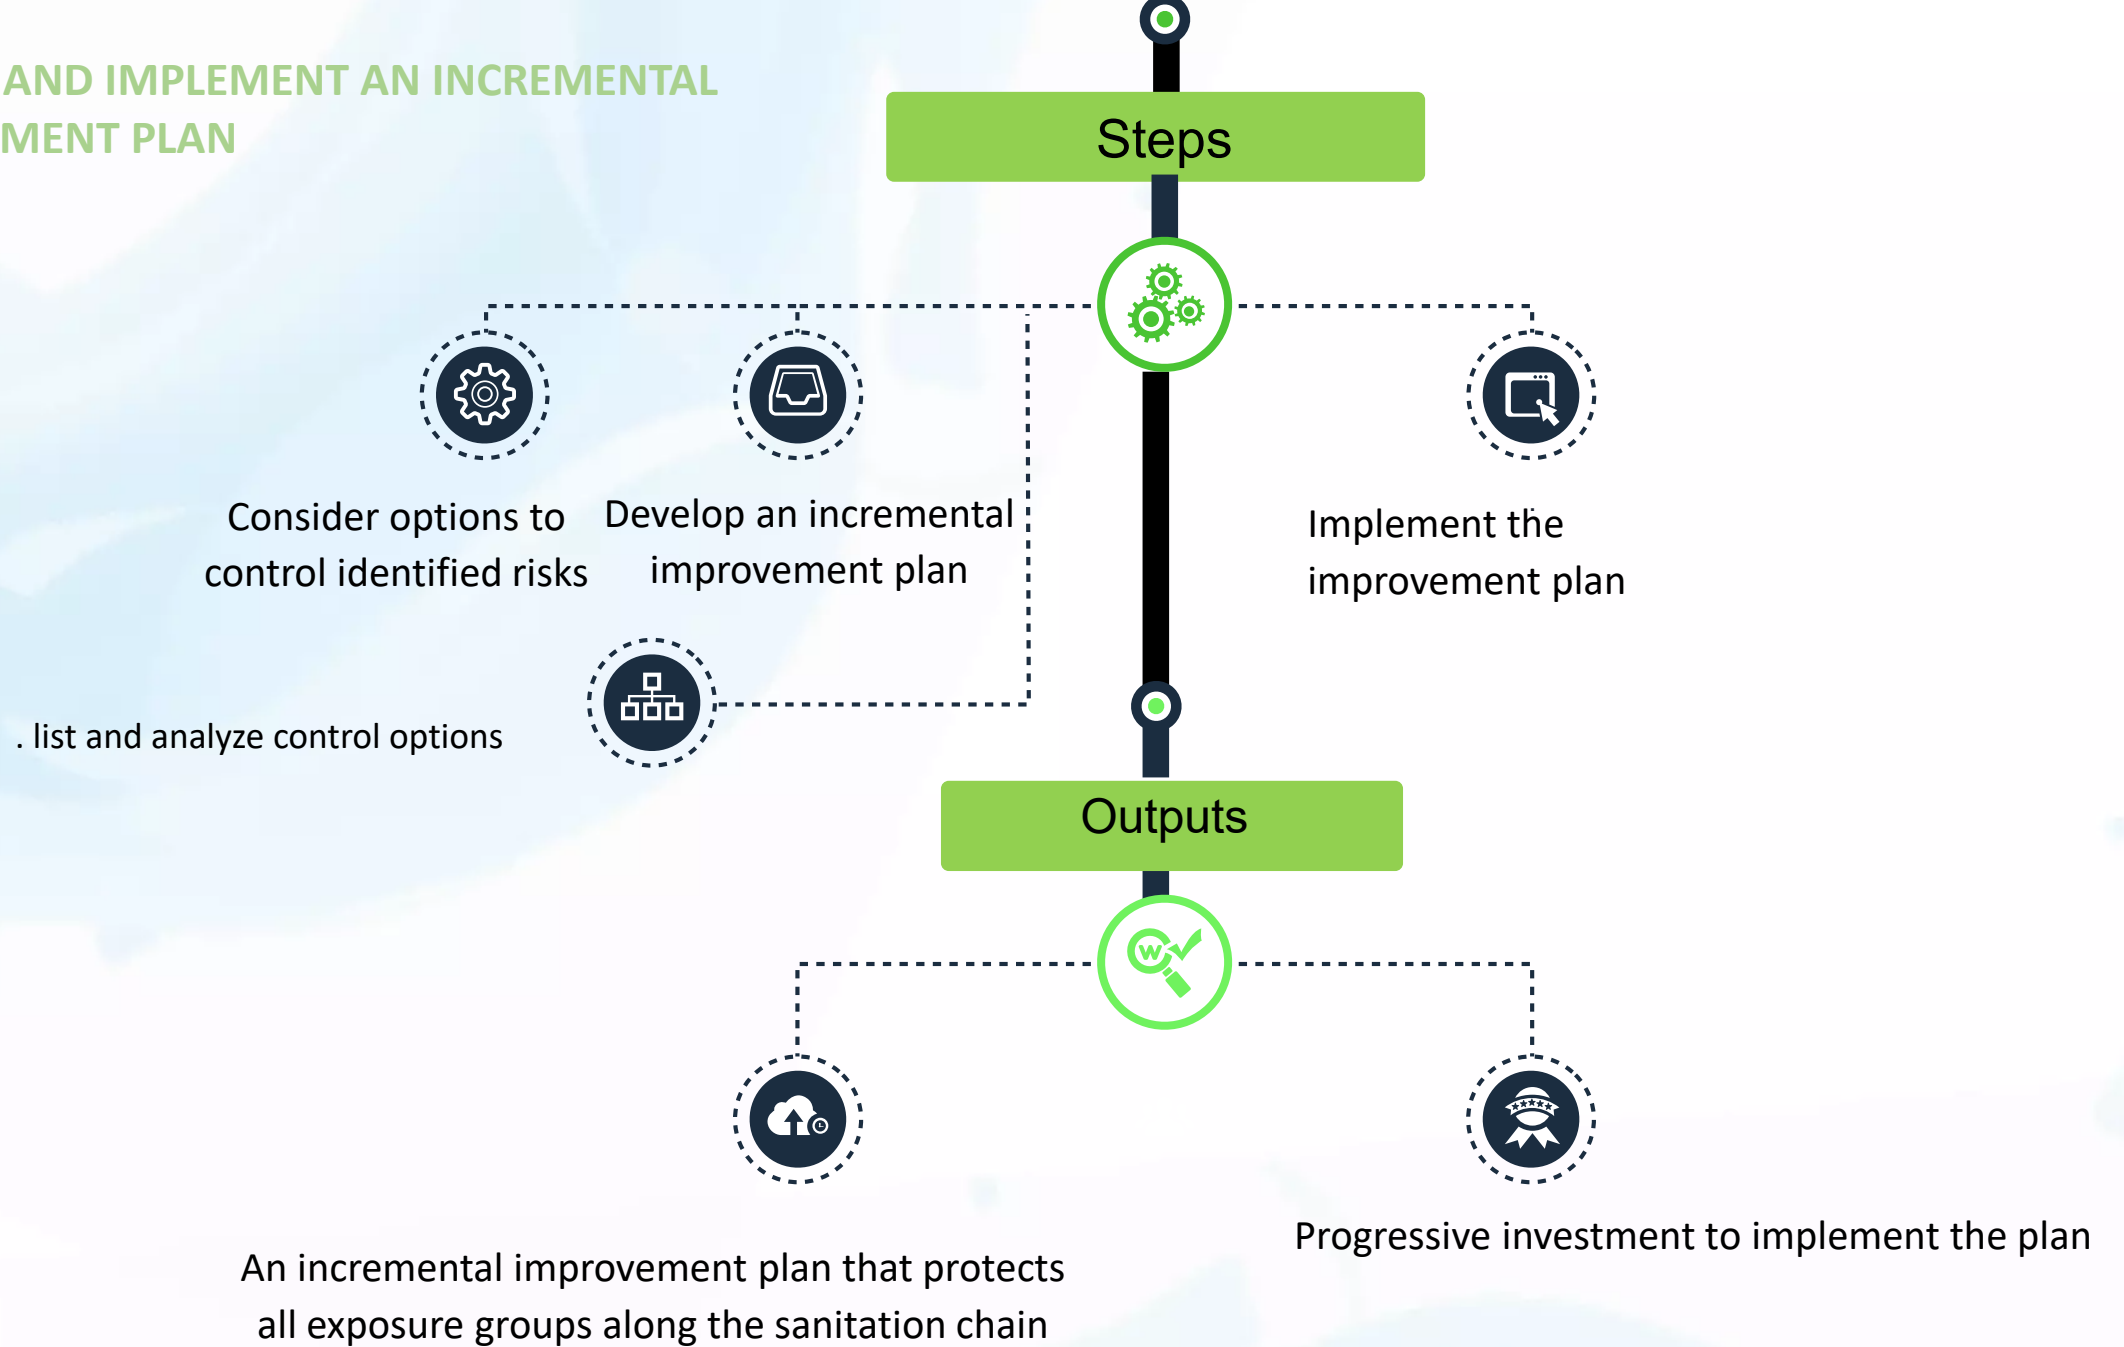 AND IMPLEMENT AN INCREMENTAL
MENT PLAN
Steps
Consider options to
control identified risks
Develop an incremental
improvement plan
Implement the
improvement plan
. list and analyze control options
Outputs
W
An incremental improvement plan that protects
all exposure groups along the sanitation chain
Progressive investment to implement the plan